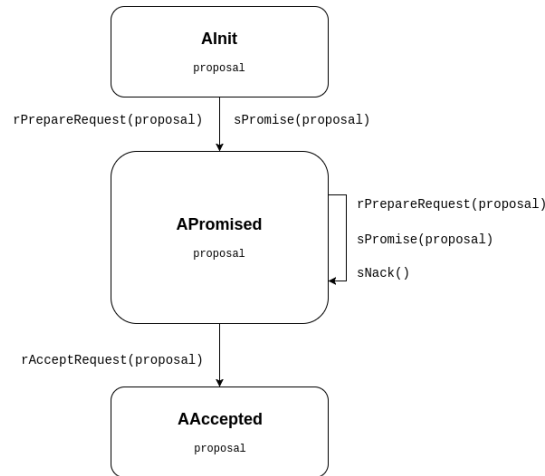 AInit
proposal
rPrepareRequest(proposal) sPromise(proposal)
APromised
proposal
rPrepareRequest(proposal)
sPromise(proposal)
sNack()
rAcceptRequest(proposal)
AAccepted
proposal